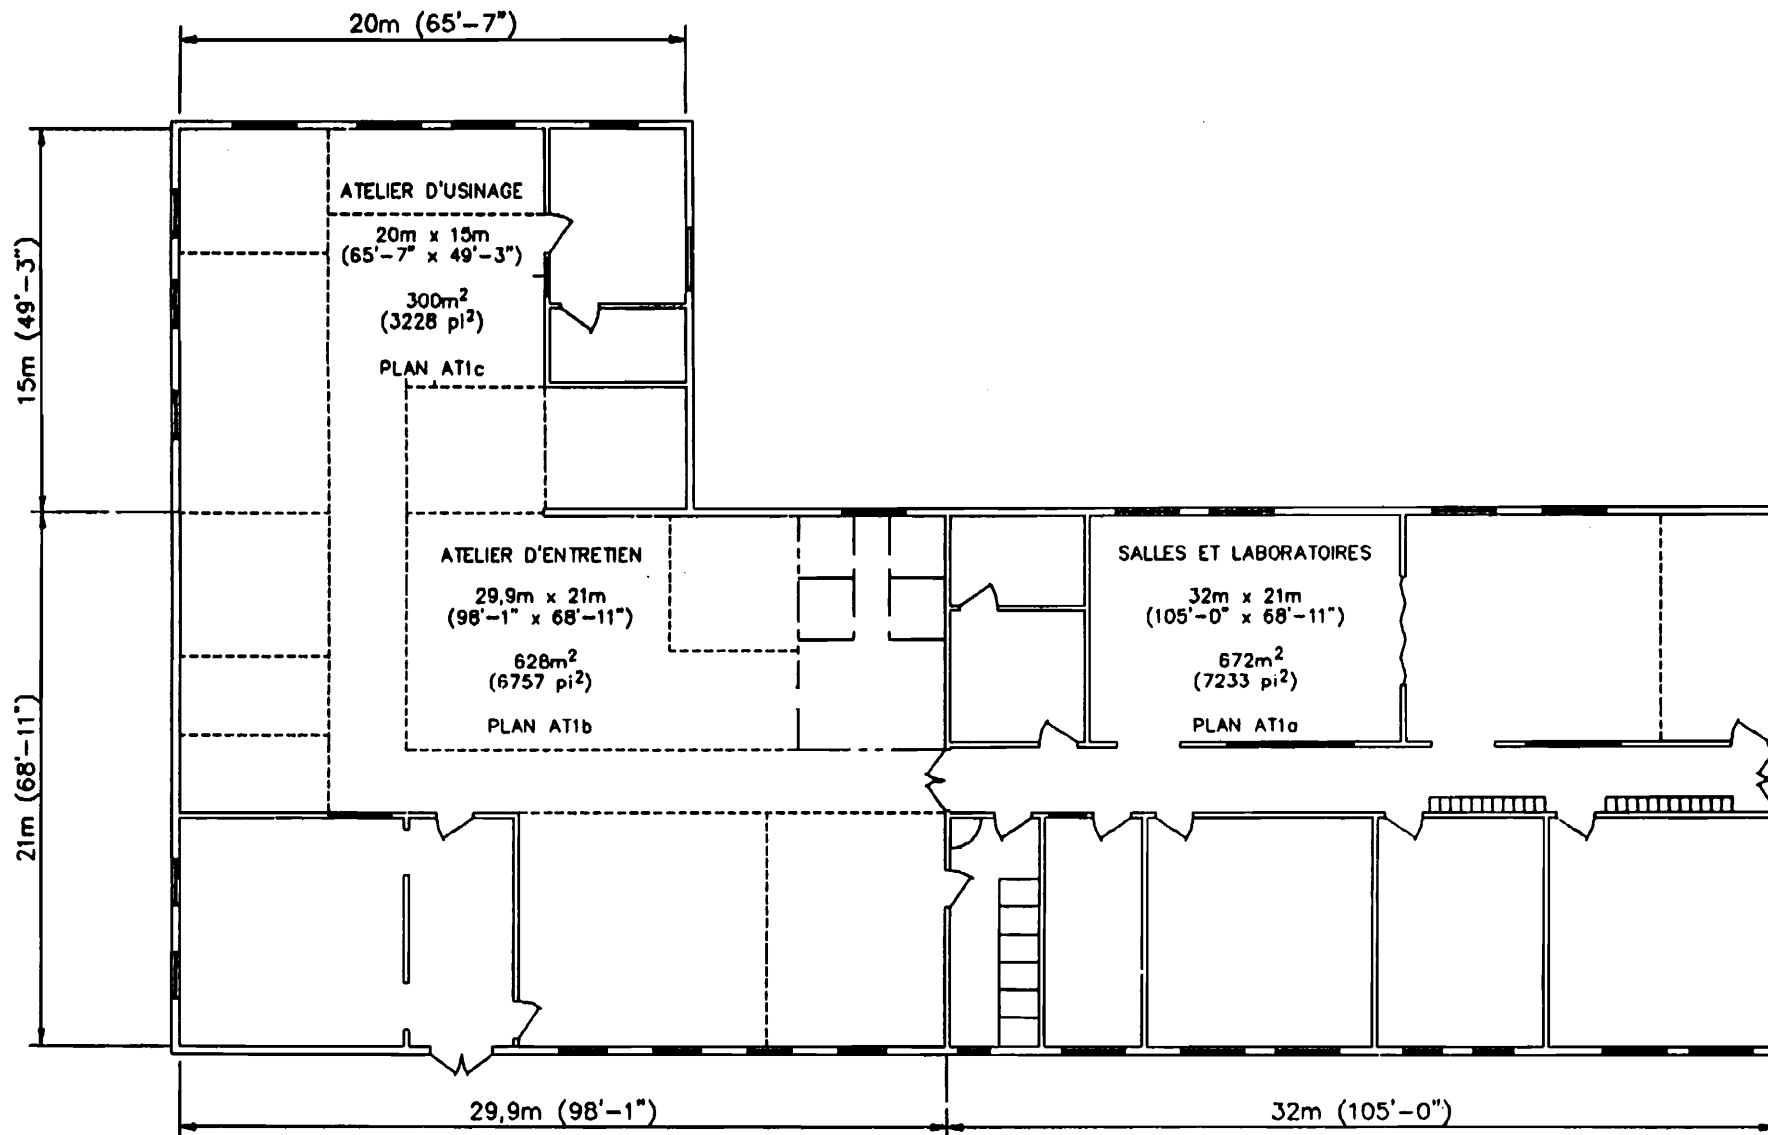 20m (65'-7")
15m (49'-3")
ATELIER D'USINAGE
20m x 15m
(65'-7" x 49'-3")
300m²
(3228 pi²)
PLAN AT1c
21m (68'-11")
ATELIER D'ENTRETIEN
29,9m x 21m
(98'-1" x 68'-11")
628m²
(6757 pi²)
PLAN AT1b
SALLES ET LABORATOIRES
32m x 21m
(105'-0" x 68'-11")
672m²
(7233 pi²)
PLAN AT1a
29,9m (98'-1")
32m (105'-0")